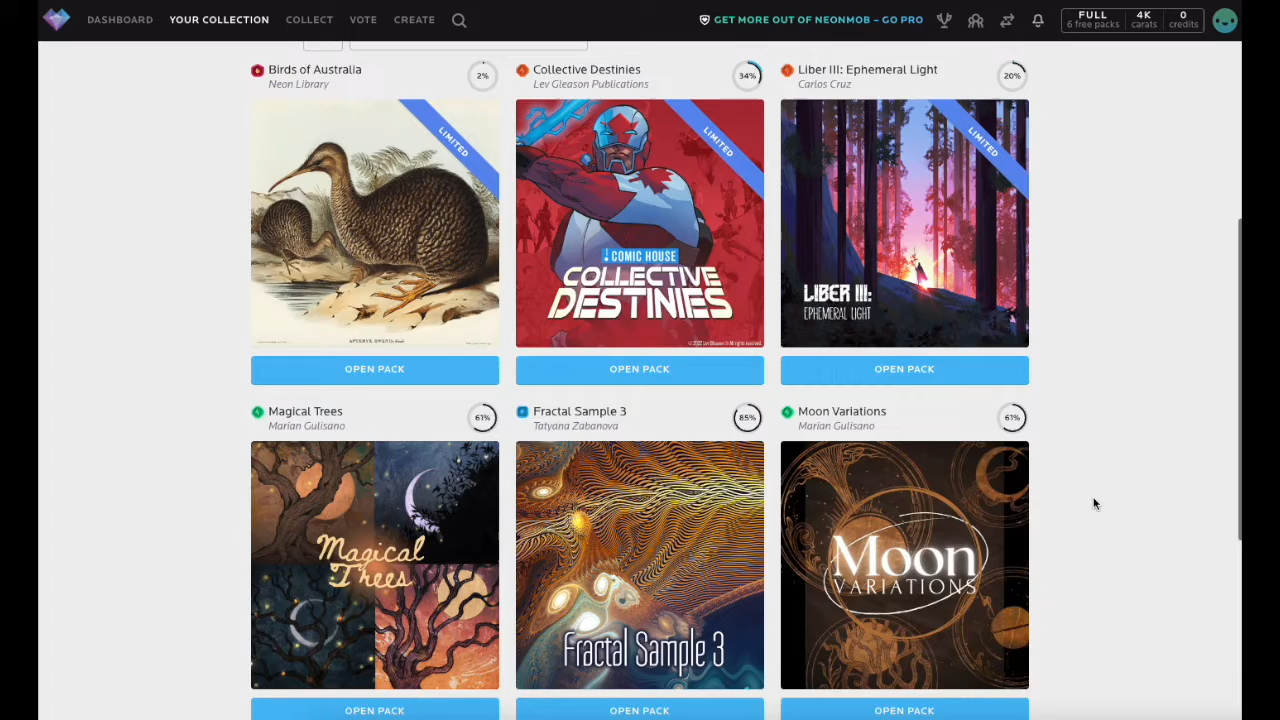 DASHBOARD YOUR COLLECTION COLLECT VOTE CREATE GET MORE OUT OF NEONMOB – GO PRO FULL 6 free packs 4K carats 0 credits
Birds of Australia
Neon Library
2%
Collective Destinies
Lev Gleason Publications
34%
Liber III: Ephemeral Light
Carlos Cruz
20%
LIMITED
LIMITED
LIMITED
COMIC HOUSE
COLLECTIVE
DESTINIES
LIBER III:
EPHEMERAL LIGHT
OPEN PACK
OPEN PACK
OPEN PACK
Magical Trees
Marian Gulisano
61%
Fractal Sample 3
Tatyana Zabanova
85%
Moon Variations
Marian Gulisano
61%
Magical
Trees
Fractal Sample 3
Moon
VARIATIONS
OPEN PACK
OPEN PACK
OPEN PACK